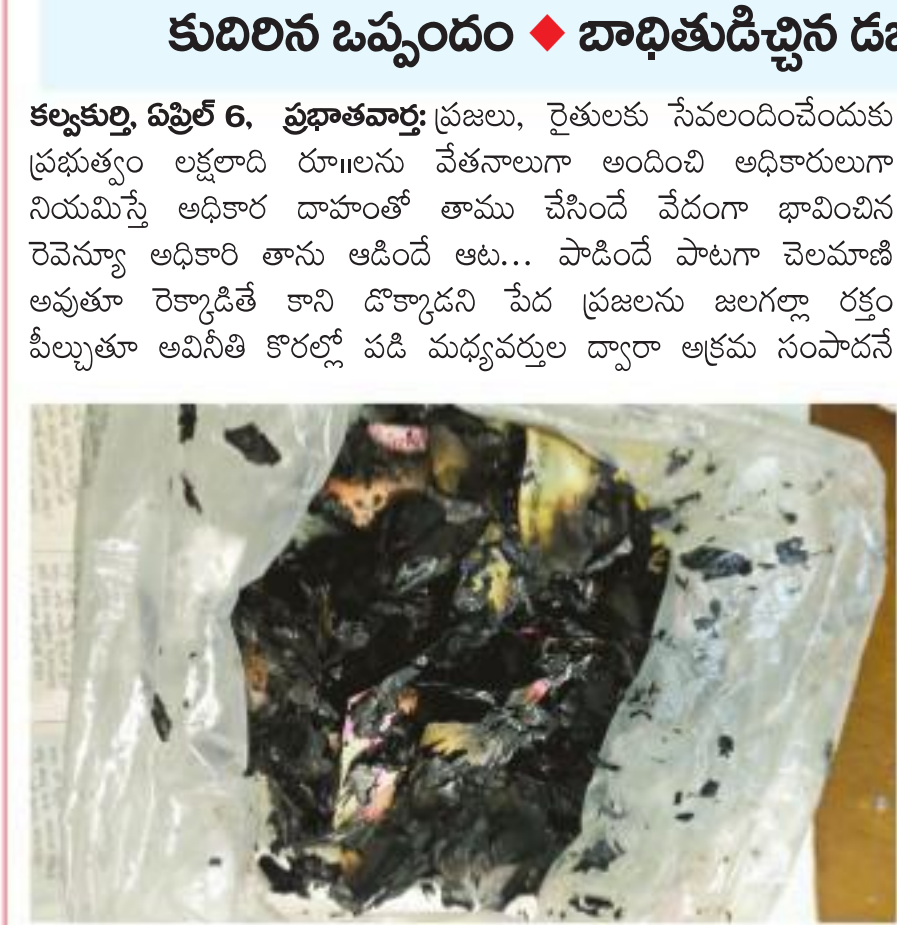 కుదిరిన ఒప్పందం ◆ బాధితుడిచ్చిన
కల్వకుర్తి, ఏప్రిల్ 6, ప్రభాతవార్త: ప్రజలు, రైతులకు సేవలందించేందుకు
ప్రభుత్వం లక్షలాది రూ॥లను వేతనాలుగా అందించి అధికారులుగా
నియమిస్తే అధికార దాహంతో తాము చేసిందే వేదంగా భావించిన
రెవెన్యూ అధికారి తాను ఆడిందే ఆట... పాడిందే పాటగా చెలమాణి
అవుతూ రెక్కాడితే కాని డొక్కాడని పేద ప్రజలను జలగల్లా రక్తం
పీల్చుతూ అవినీతి కొరల్లో పడి మధ్యవర్తుల ద్వారా అక్రమ సంపాదనే